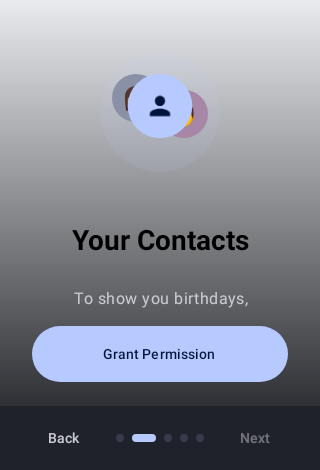 Your Contacts
To show you birthdays,
Grant Permission
Back
Next